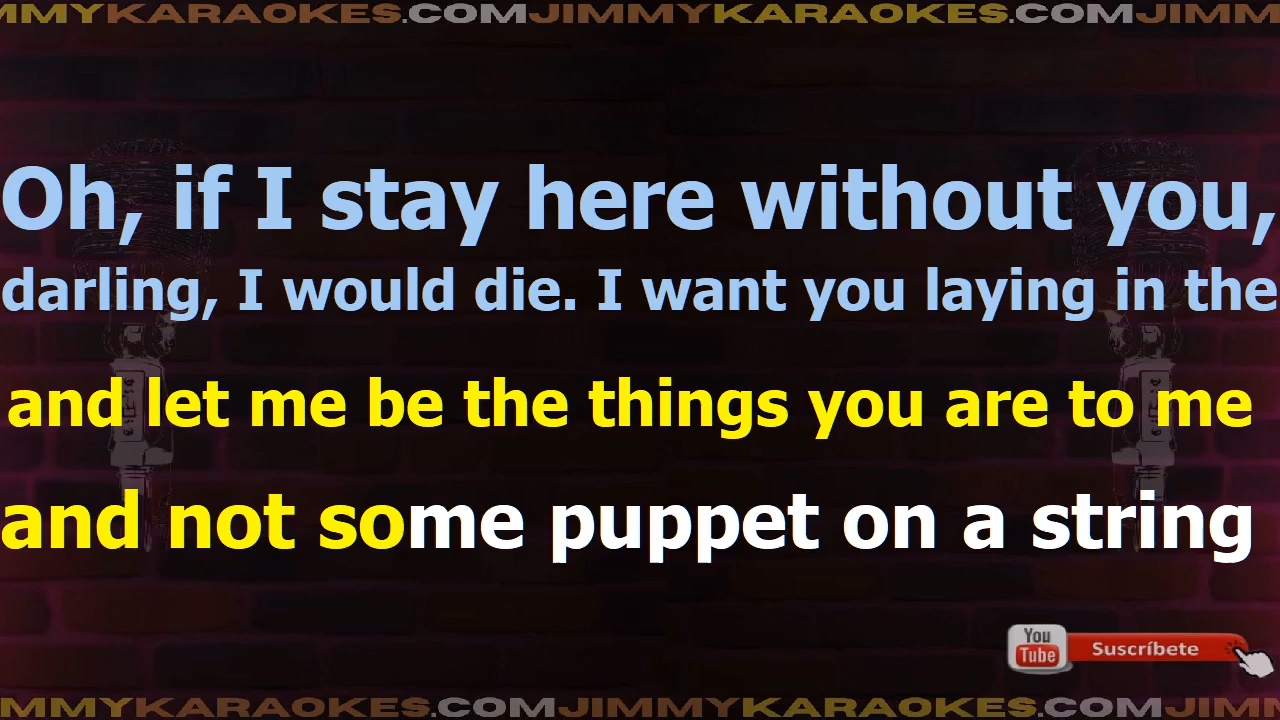 MMYKARAOKES.COMJIMMYKARAOKES.COMJIMM
Oh, if I stay here without you,
darling, I would die. I want you laying in the
and let me be the things you are to me
and not some puppet on a string
You
Tube
Suscríbete
MMYKARAOKES.COMJIMMYKARAOKES.COMJIMM